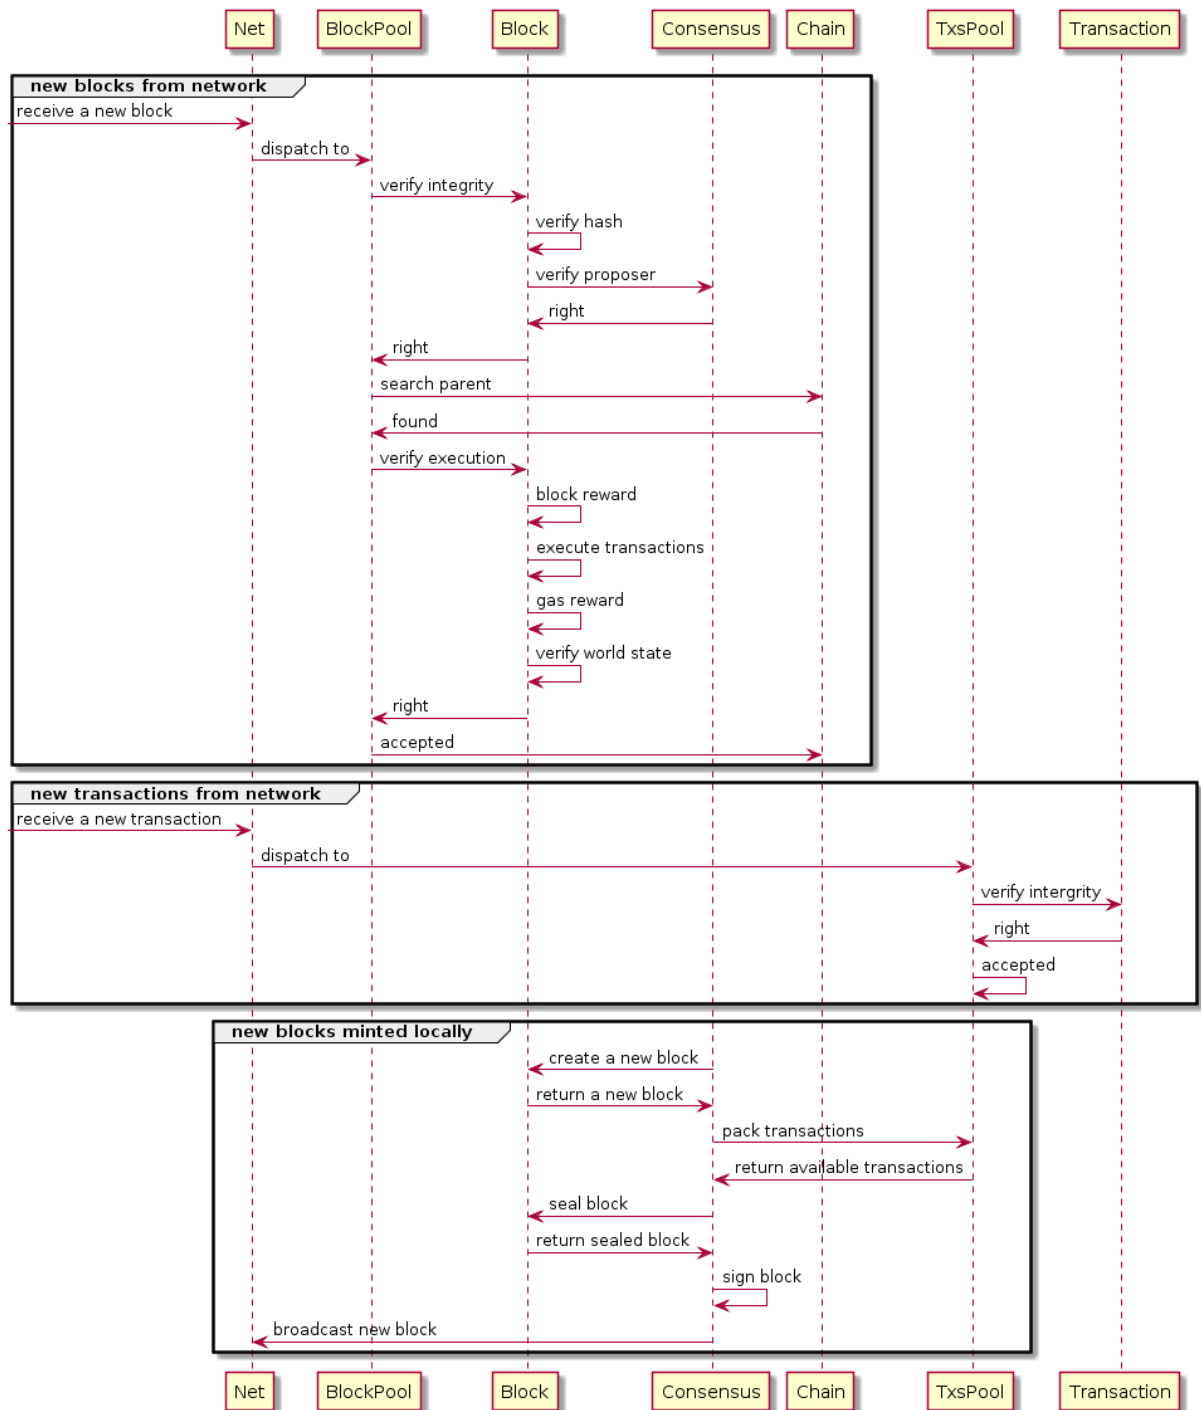 Net
BlockPool
Block
Consensus
Chain
TxsPool
Transaction
new blocks from network
receive a new block
dispatch to
verify integrity
verify hash
verify proposer
right
right
search parent
found
verify execution
block reward
execute transactions
gas reward
verify world state
right
accepted
new transactions from network
receive a new transaction
dispatch to
verify intergrity
right
accepted
new blocks minted locally
create a new block
return a new block
pack transactions
return available transactions
seal block
return sealed block
sign block
broadcast new block
Net
BlockPool
Block
Consensus
Chain
TxsPool
Transaction